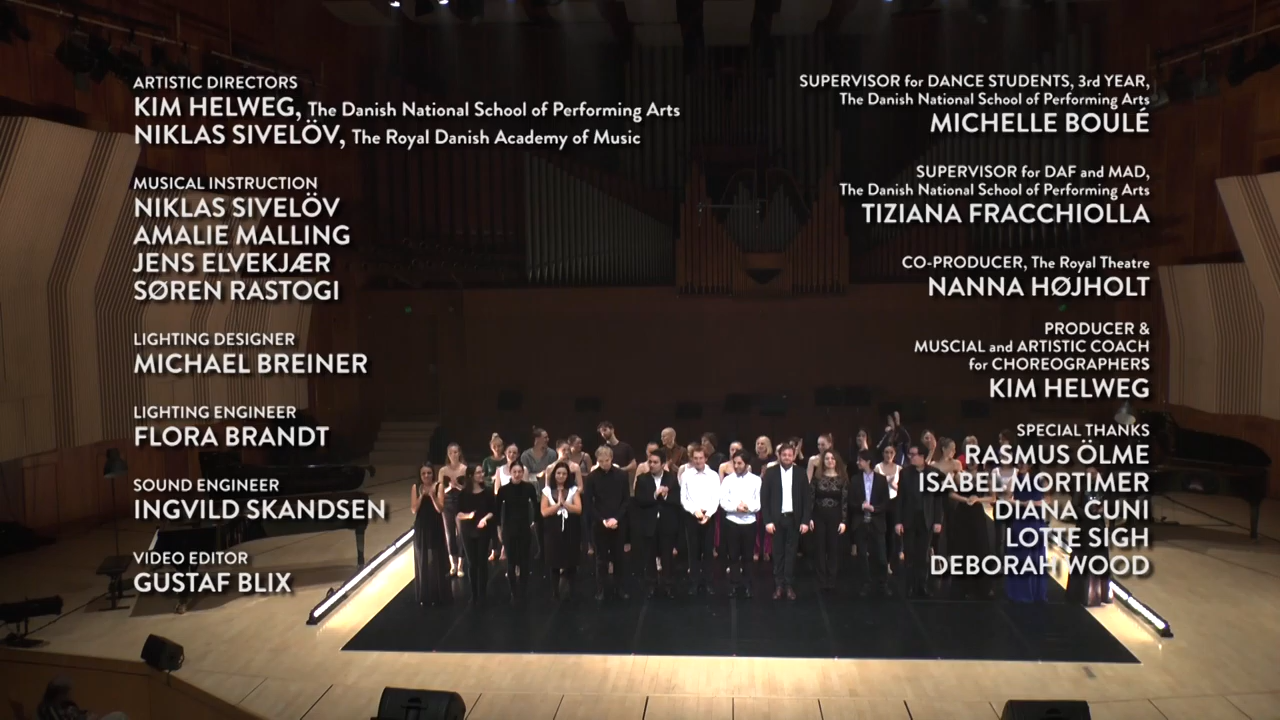 ARTISTIC DIRECTORS
KIM HELWEG, The Danish National School of Performing Arts
NIKLAS SIVELÖV, The Royal Danish Academy of Music
MUSICAL INSTRUCTION
NIKLAS SIVELÖV
AMALIE MALLING
JENS ELVEKJÆR
SØREN RASTOGI
LIGHTING DESIGNER
MICHAEL BREINER
LIGHTING ENGINEER
FLORA BRANDT
SOUND ENGINEER
INGVILD SKANDSEN
VIDEO EDITOR
GUSTAF BLIX
SUPERVISOR for DANCE STUDENTS, 3rd YEAR,
The Danish National School of Performing Arts
MICHELLE BOULÉ
SUPERVISOR for DAF and MAD,
The Danish National School of Performing Arts
TIZIANA FRACCHIOLLA
CO-PRODUCER, The Royal Theatre
NANNA HØJHOLT
PRODUCER &
MUSCIAL and ARTISTIC COACH
for CHOREOGRAPHERS
KIM HELWEG
SPECIAL THANKS
RASMUS ÖLME
ISABEL MORTIMER
DIANA CUNI
LOTTE SIGH
DEBORAH WOOD